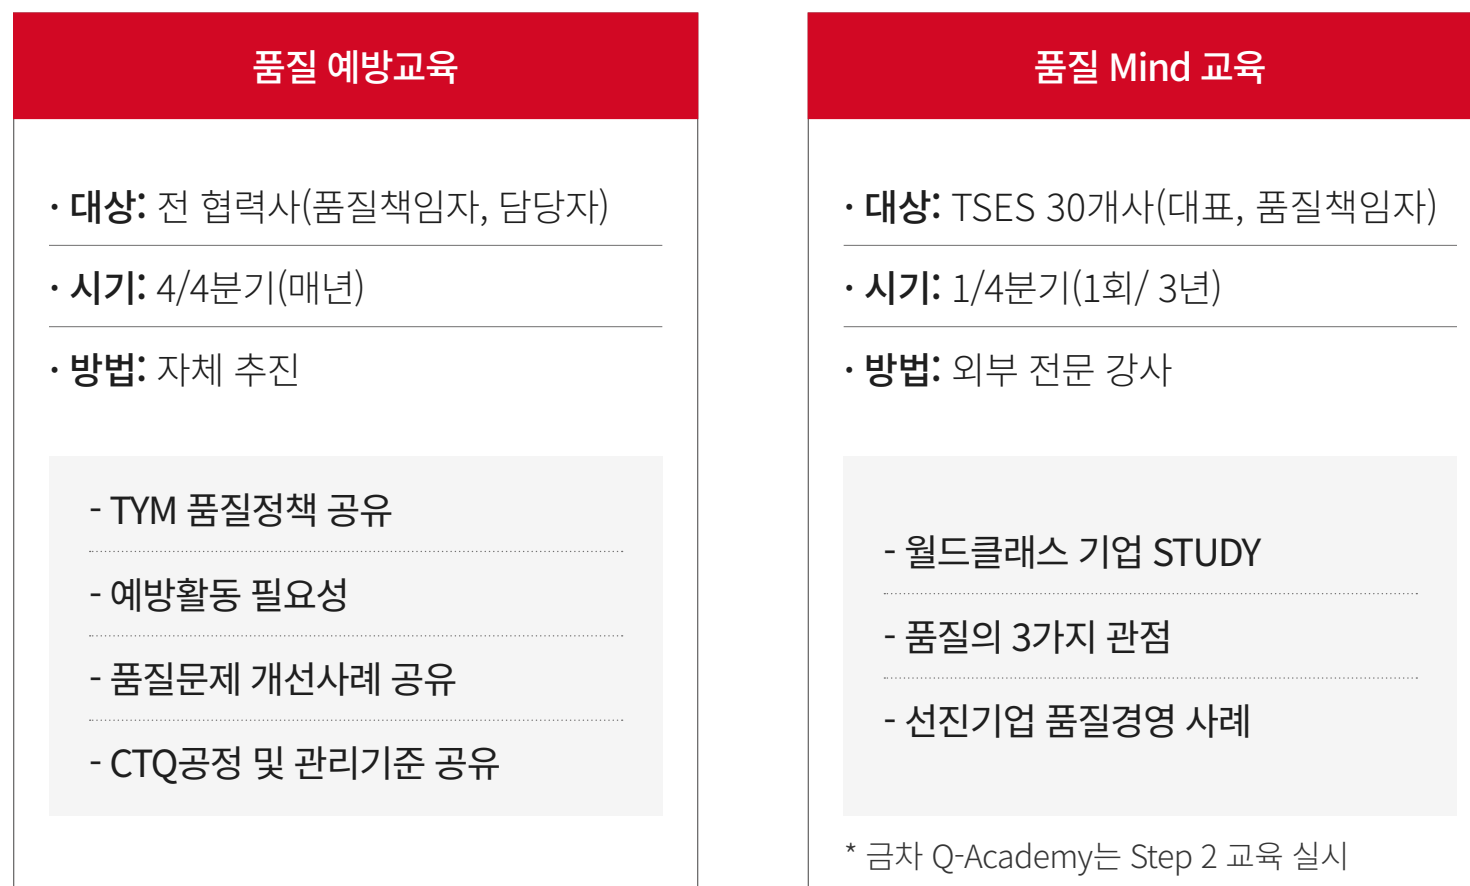 품질 예방교육
· 대상: 전 협력사(품질책임자, 담당자)
· 시기: 4/4분기(매년)
· 방법: 자체 추진
- TYM 품질정책 공유
- 예방활동 필요성
- 품질문제 개선사례 공유
- CTQ공정 및 관리기준 공유
품질 Mind 교육
· 대상: TSES 30개사(대표, 품질책임자)
· 시기: 1/4분기(1회/ 3년)
· 방법: 외부 전문 강사
- 월드클래스 기업 STUDY
- 품질의 3가지 관점
- 선진기업 품질경영 사례
* 금차 Q-Academy는 Step 2 교육 실시